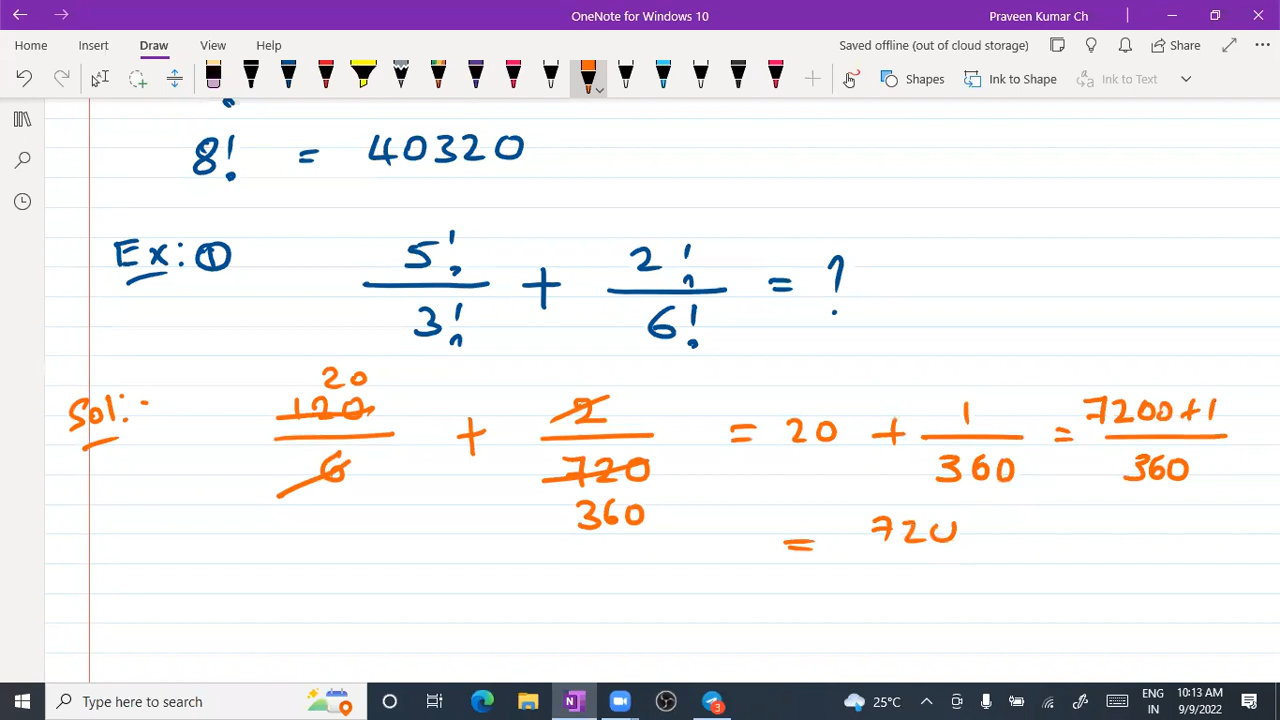 OneNote for Windows 10
Praveen Kumar Ch
Home Insert Draw View Help
Saved offline (out of cloud storage)
Share
Shapes Ink to Shape Ink to Text
8! = 40320
Ex: ① 5!/3! + 2!/6! = ?
Sol:- 120/6 20 + 2/720 360 = 20 + 1/360 = 7200+1/360
= 720
Type here to search
3
25°C
ENG
IN
10:13 AM
9/9/2022